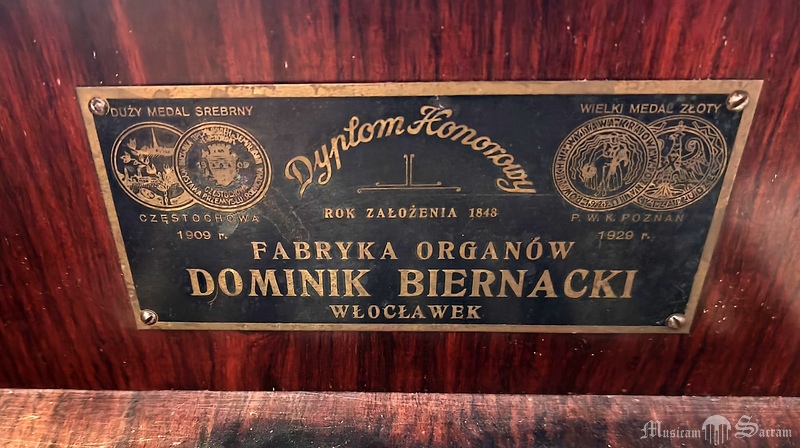 DUŻY MEDAL SREBRNY
WIELKI MEDAL ZŁOTY
Dyplom Honorowy
CZĘSTOCHOWA
1909 r.
ROK ZAŁOŻENIA 1848
P. W. K. POZNAŃ
1929 r.
FABRYKA ORGANÓW
DOMINIK BIERNACKI
WŁOCŁAWEK
Musicam Sacram